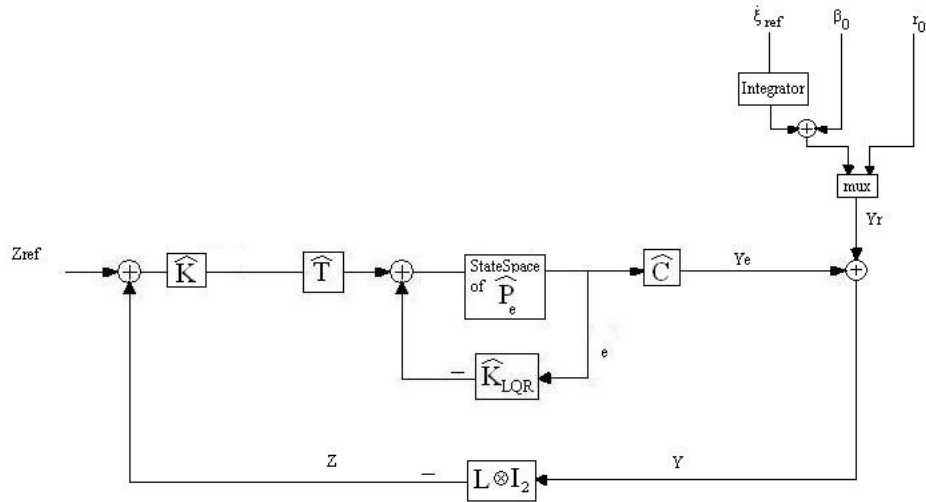 ξ̇ref β₀ r₀
Integrator
+
mux
Yr
Zref + K̂ T̂ + StateSpace of P̂e Ĉ Ye +
e
− K̂LQR
Z − L⊗I₂ Y